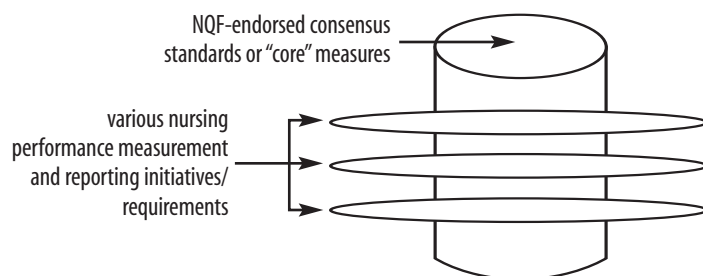 NQF-endorsed consensus
standards or “core” measures
various nursing
performance measurement
and reporting initiatives/
requirements